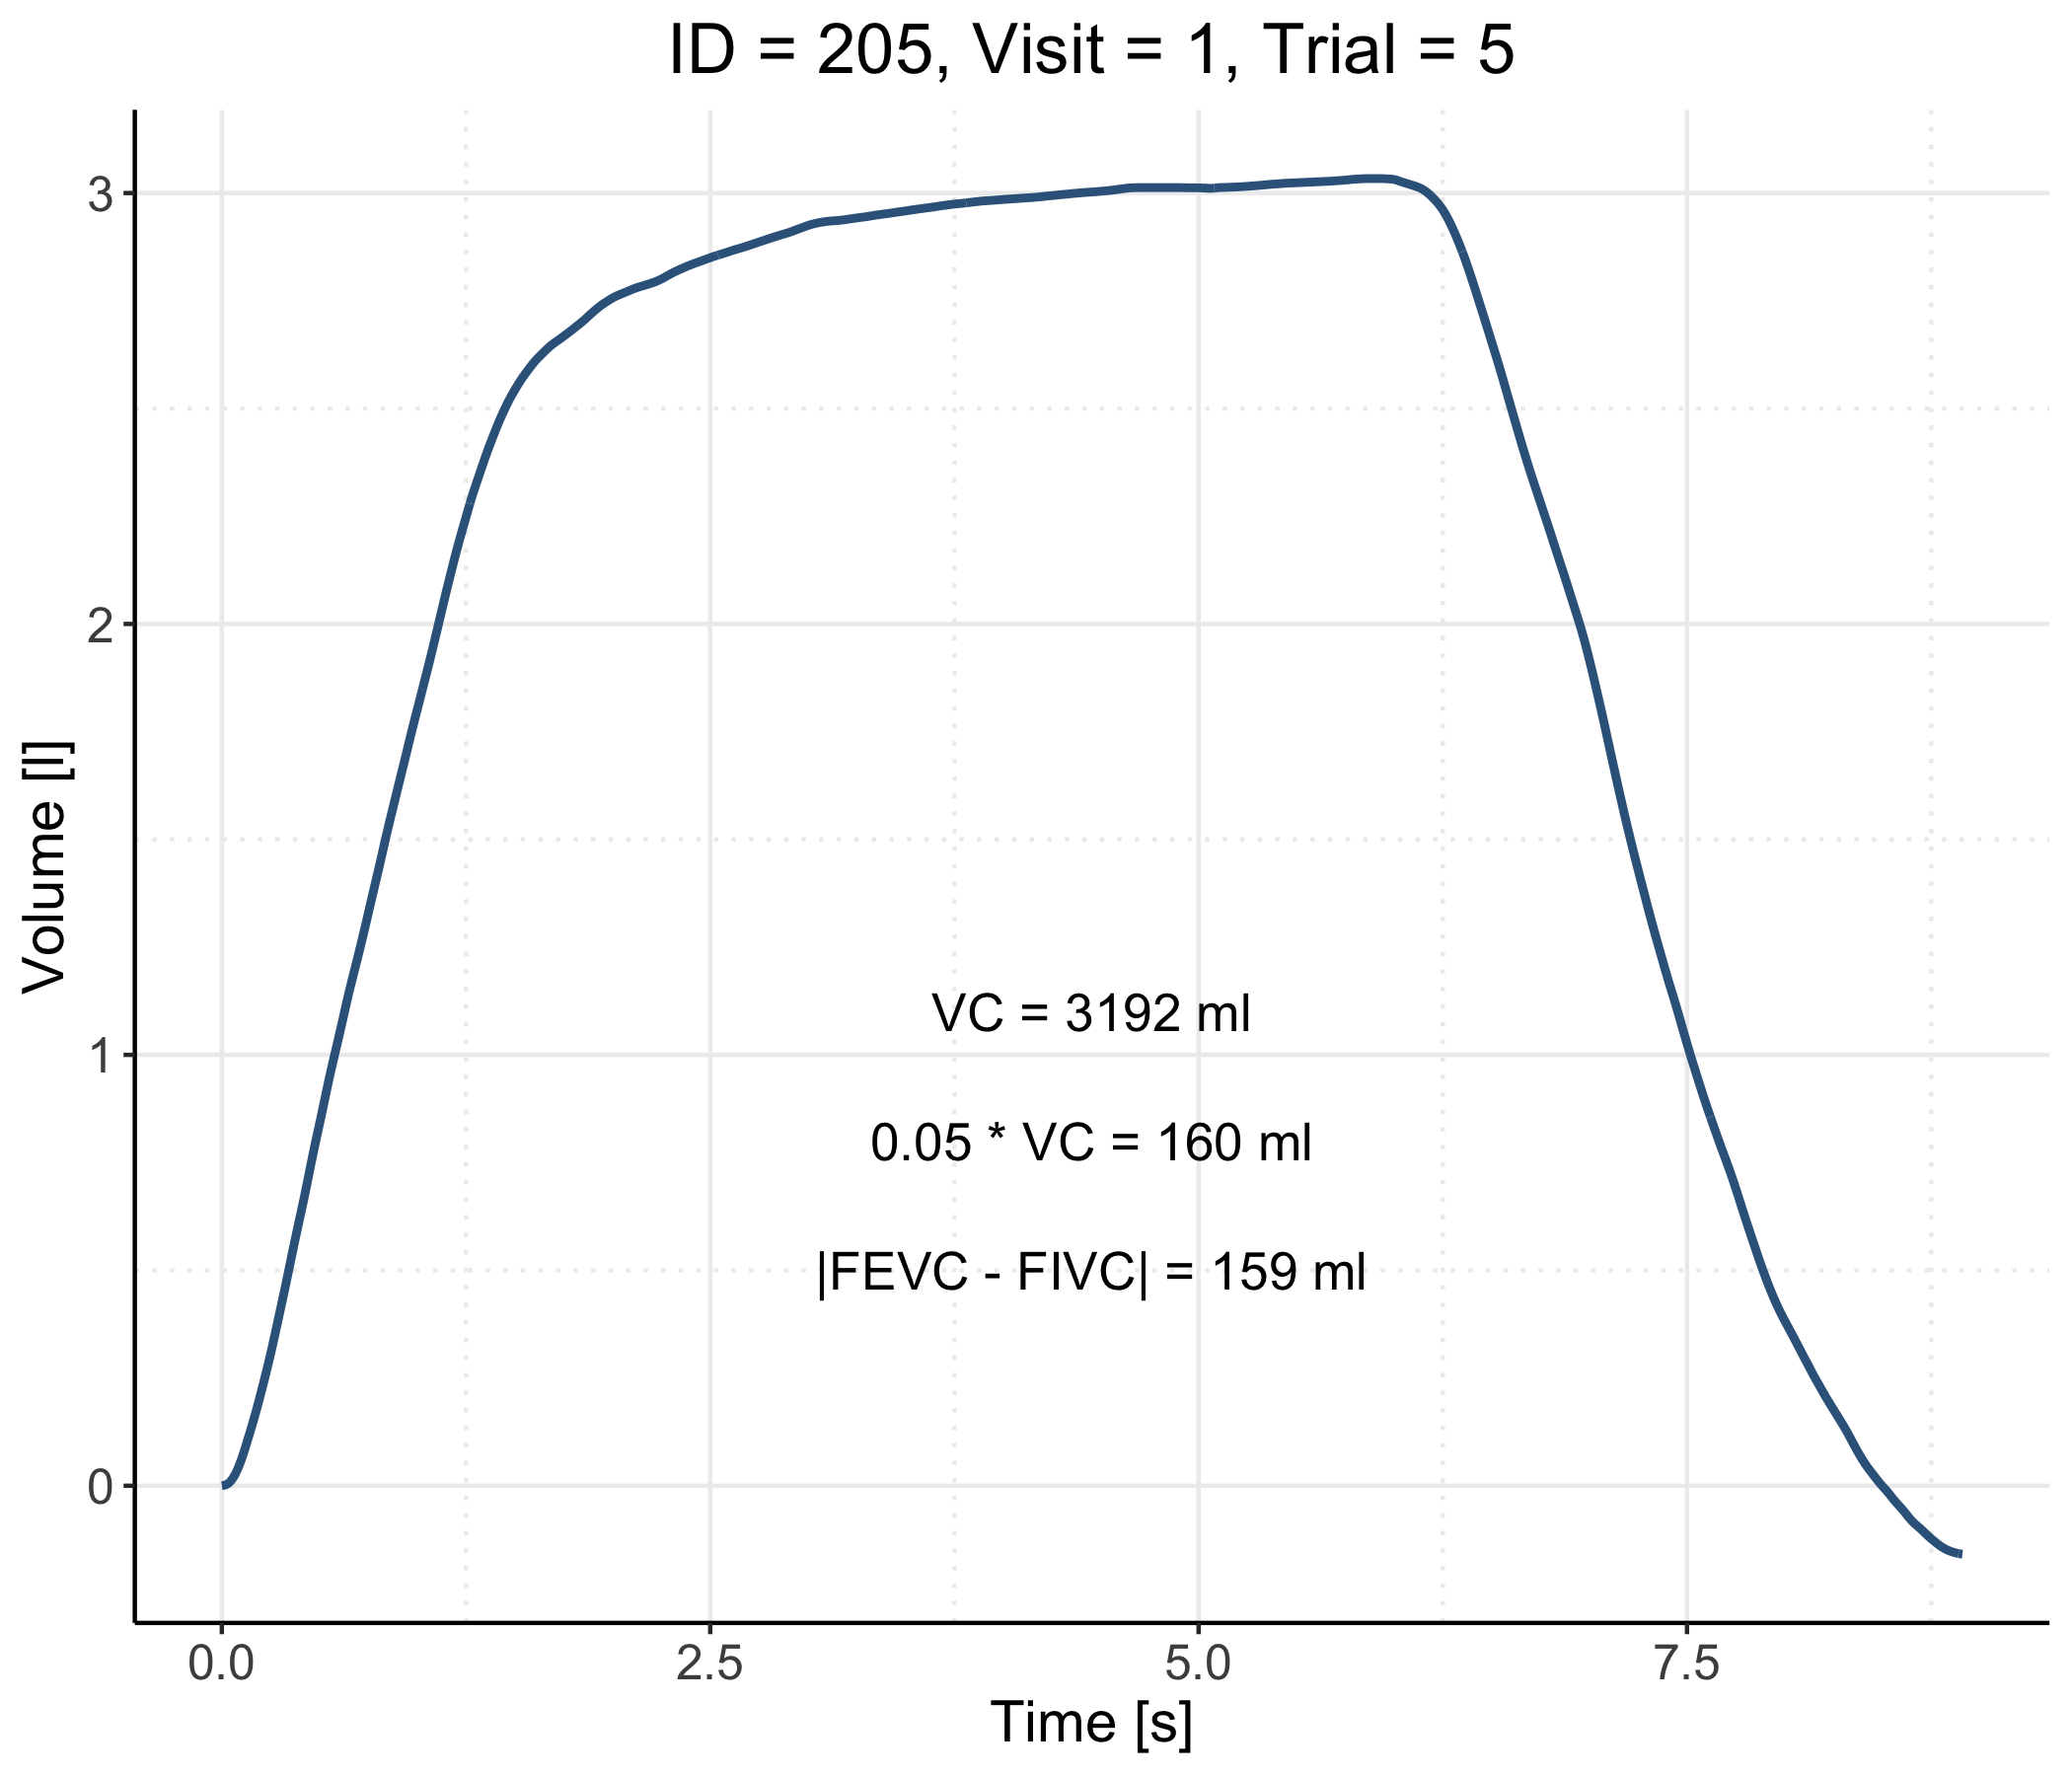 ID = 205, Visit = 1, Trial = 5
3
2
1
0
Volume [l]
VC = 3192 ml
0.05 * VC = 160 ml
|FEVC - FIVC| = 159 ml
0.0 2.5 5.0 7.5
Time [s]